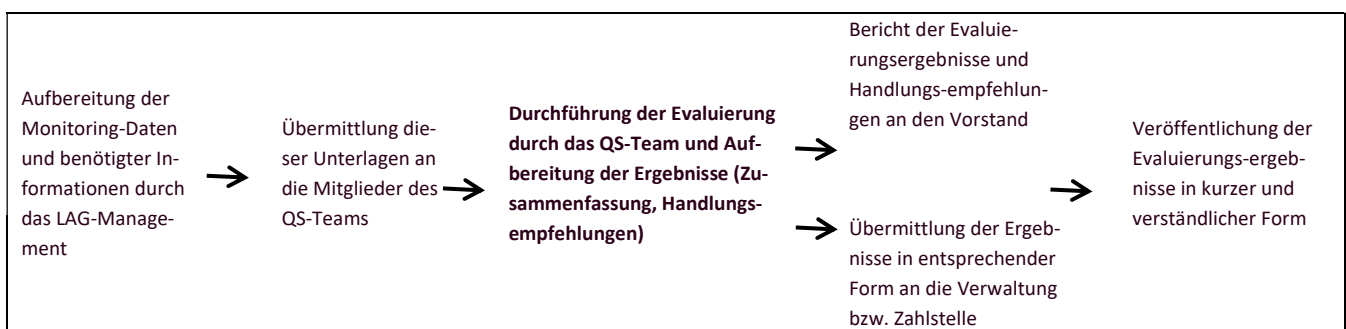 Aufbereitung der
Monitoring-Daten
und benötigter In-
formationen durch
das LAG-Manage-
ment
Übermittlung die-
ser Unterlagen an
die Mitglieder des
QS-Teams
Durchführung der Evaluierung
durch das QS-Team und Auf-
bereitung der Ergebnisse (Zu-
sammenfassung, Handlungs-
empfehlungen)
Bericht der Evaluie-
rungsergebnisse und
Handlungs-empfehlun-
gen an den Vorstand
Übermittlung der Ergeb-
nisse in entsprechender
Form an die Verwaltung
bzw. Zahlstelle
Veröffentlichung der
Evaluierungs-ergeb-
nisse in kurzer und
verständlicher Form